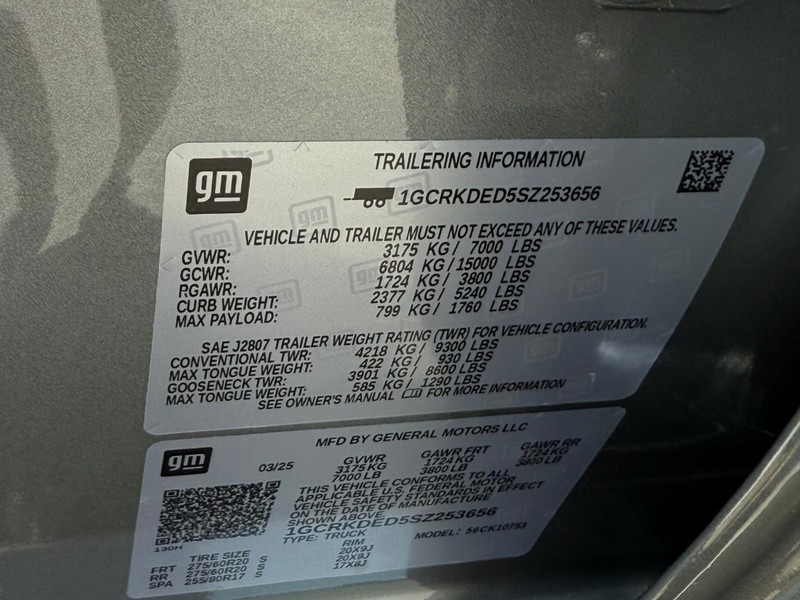 gm
TRAILERING INFORMATION
1GCRKDED5SZ253656
VEHICLE AND TRAILER MUST NOT EXCEED ANY OF THESE VALUES.
GVWR: 3175 KG / 7000 LBS
GCWR: 6804 KG / 15000 LBS
RGAWR: 1724 KG / 3800 LBS
CURB WEIGHT: 2377 KG / 5240 LBS
MAX PAYLOAD: 799 KG / 1760 LBS
SAE J2807 TRAILER WEIGHT RATING (TWR) FOR VEHICLE CONFIGURATION.
CONVENTIONAL TWR: 4218 KG / 9300 LBS
MAX TONGUE WEIGHT: 422 KG / 930 LBS
GOOSENECK TWR: 3901 KG / 8600 LBS
MAX TONGUE WEIGHT: 585 KG / 1290 LBS
SEE OWNER'S MANUAL FOR MORE INFORMATION
gm
MFD BY GENERAL MOTORS LLC
03/25 GVWR GAWR FRT GAWR RR
3175 KG 1724 KG 1724 KG
7000 LB 3800 LB 3800 LB
THIS VEHICLE CONFORMS TO ALL
APPLICABLE U.S. FEDERAL MOTOR
VEHICLE SAFETY STANDARDS IN EFFECT
ON THE DATE OF MANUFACTURE
SHOWN ABOVE.
1GCRKDED5SZ253656
TYPE: TRUCK MODEL: 56CK10753
130H
TIRE SIZE RIM
FRT 275/60R20 S 20X9J
RR 275/60R20 S 20X9J
SPA 255/80R17 S 17X8J